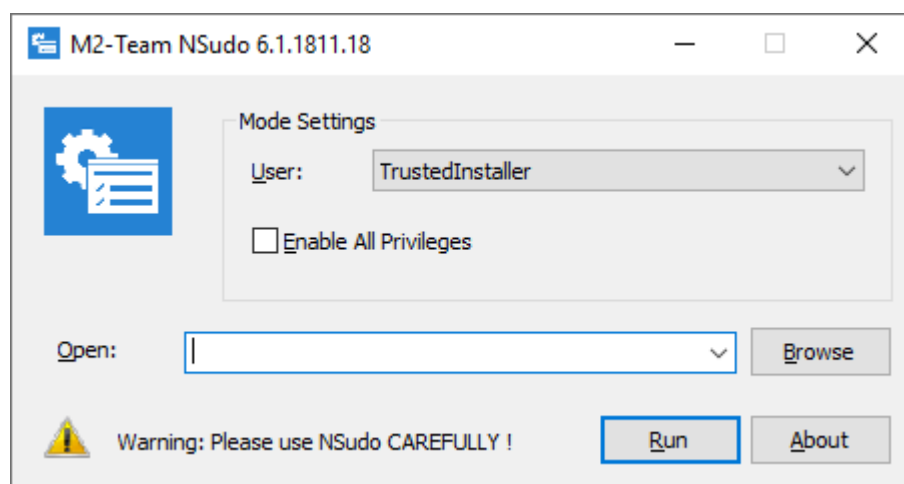 M2-Team NSudo 6.1.1811.18
Mode Settings
User: TrustedInstaller
Enable All Privileges
Open: Browse
Warning: Please use NSudo CAREFULLY ! Run About